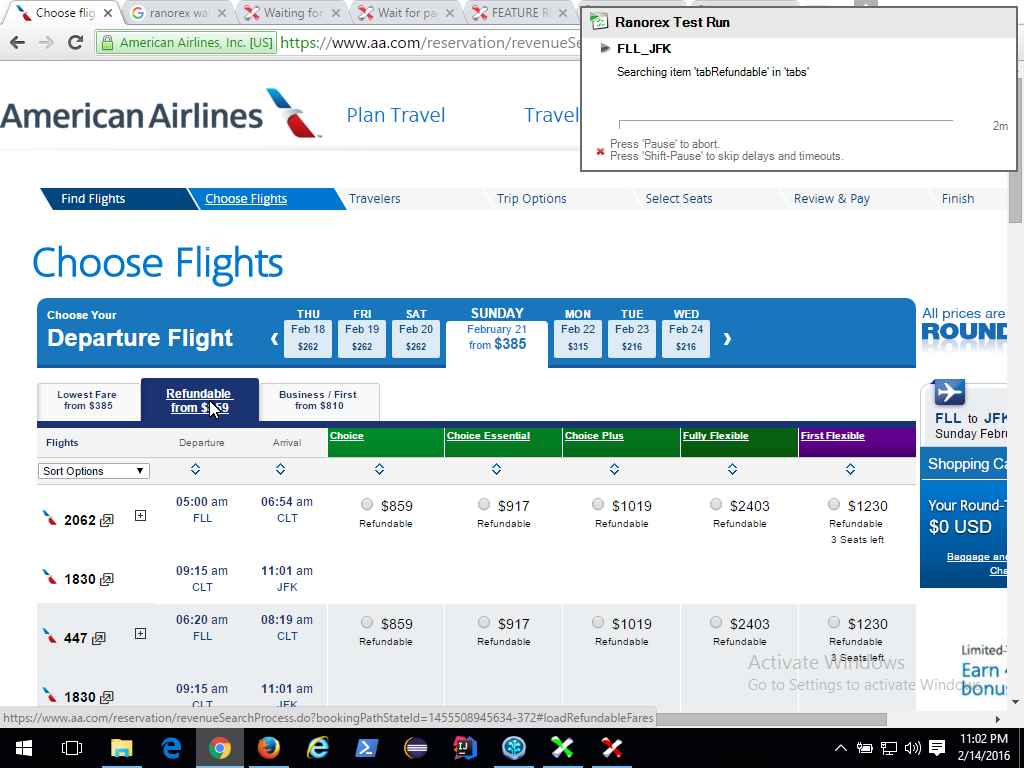 Choose flig
ranorex wai
Waiting for
Wait for pa
FEATURE R
American Airlines, Inc. [US]
https://www.aa.com/reservation/revenueSe
Ranorex Test Run
FLL_JFK
Searching item 'tabRefundable' in 'tabs'
2m
Press 'Pause' to abort.
Press 'Shift-Pause' to skip delays and timeouts.
American Airlines
Plan Travel
Travel
Find Flights
Choose Flights
Travelers
Trip Options
Select Seats
Review & Pay
Finish
Choose Flights
Choose Your
Departure Flight
THU
Feb 18
$262
FRI
Feb 19
$262
SAT
Feb 20
$262
SUNDAY
February 21
from $385
MON
Feb 22
$315
TUE
Feb 23
$216
WED
Feb 24
$216
All prices are
ROUND
Lowest Fare
from $385
Refundable
from $859
Business / First
from $810
FLL to JFK
Sunday Febru
Flights
Departure
Arrival
Choice
Choice Essential
Choice Plus
Fully Flexible
First Flexible
Sort Options
Shopping Ca
Your Round-T
$0 USD
Baggage and
Cha
2062
05:00 am
FLL
06:54 am
CLT
$859
Refundable
$917
Refundable
$1019
Refundable
$2403
Refundable
$1230
Refundable
3 Seats left
1830
09:15 am
CLT
11:01 am
JFK
447
06:20 am
FLL
08:19 am
CLT
$859
Refundable
$917
Refundable
$1019
Refundable
$2403
Refundable
$1230
Refundable
3 Seats left
1830
09:15 am
CLT
11:01 am
JFK
Limited-
Earn
bonu
Activate Windows
Go to Settings to activate Windows.
https://www.aa.com/reservation/revenueSearchProcess.do?bookingPathStateId=1455508945634-372#loadRefundableFares
11:02 PM
2/14/2016